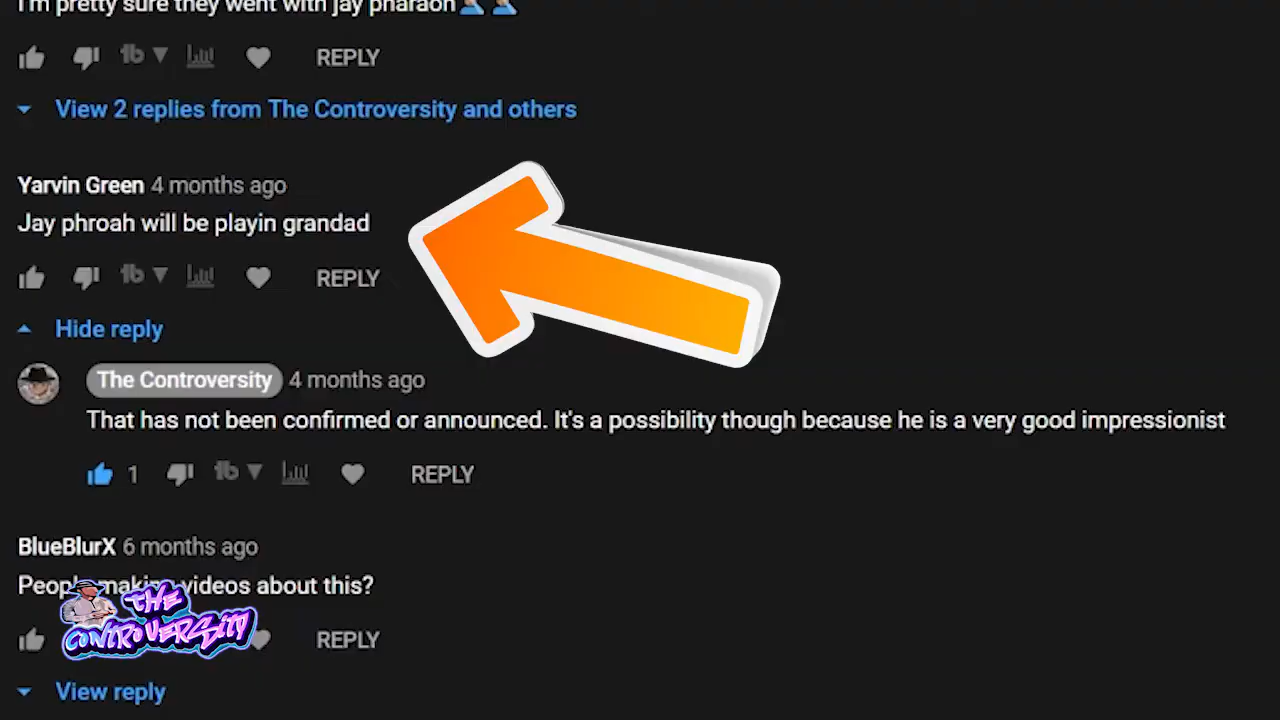 I'm pretty sure they went with jay pharaoh
REPLY
View 2 replies from The Controversity and others
Yarvin Green 4 months ago
Jay phroah will be playin grandad
REPLY
Hide reply
The Controversity 4 months ago
That has not been confirmed or announced. It's a possibility though because he is a very good impressionist
1 REPLY
BlueBlurX 6 months ago
People making videos about this?
THE
CONTROVERSITY
REPLY
View reply